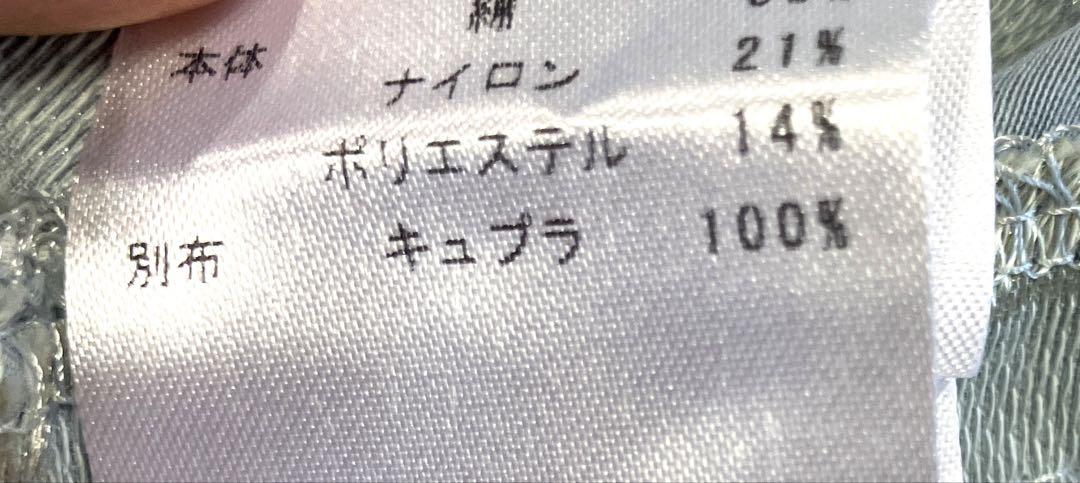 綿
本体 ナイロン 21%
ポリエステル 14%
別布 キュプラ 100%